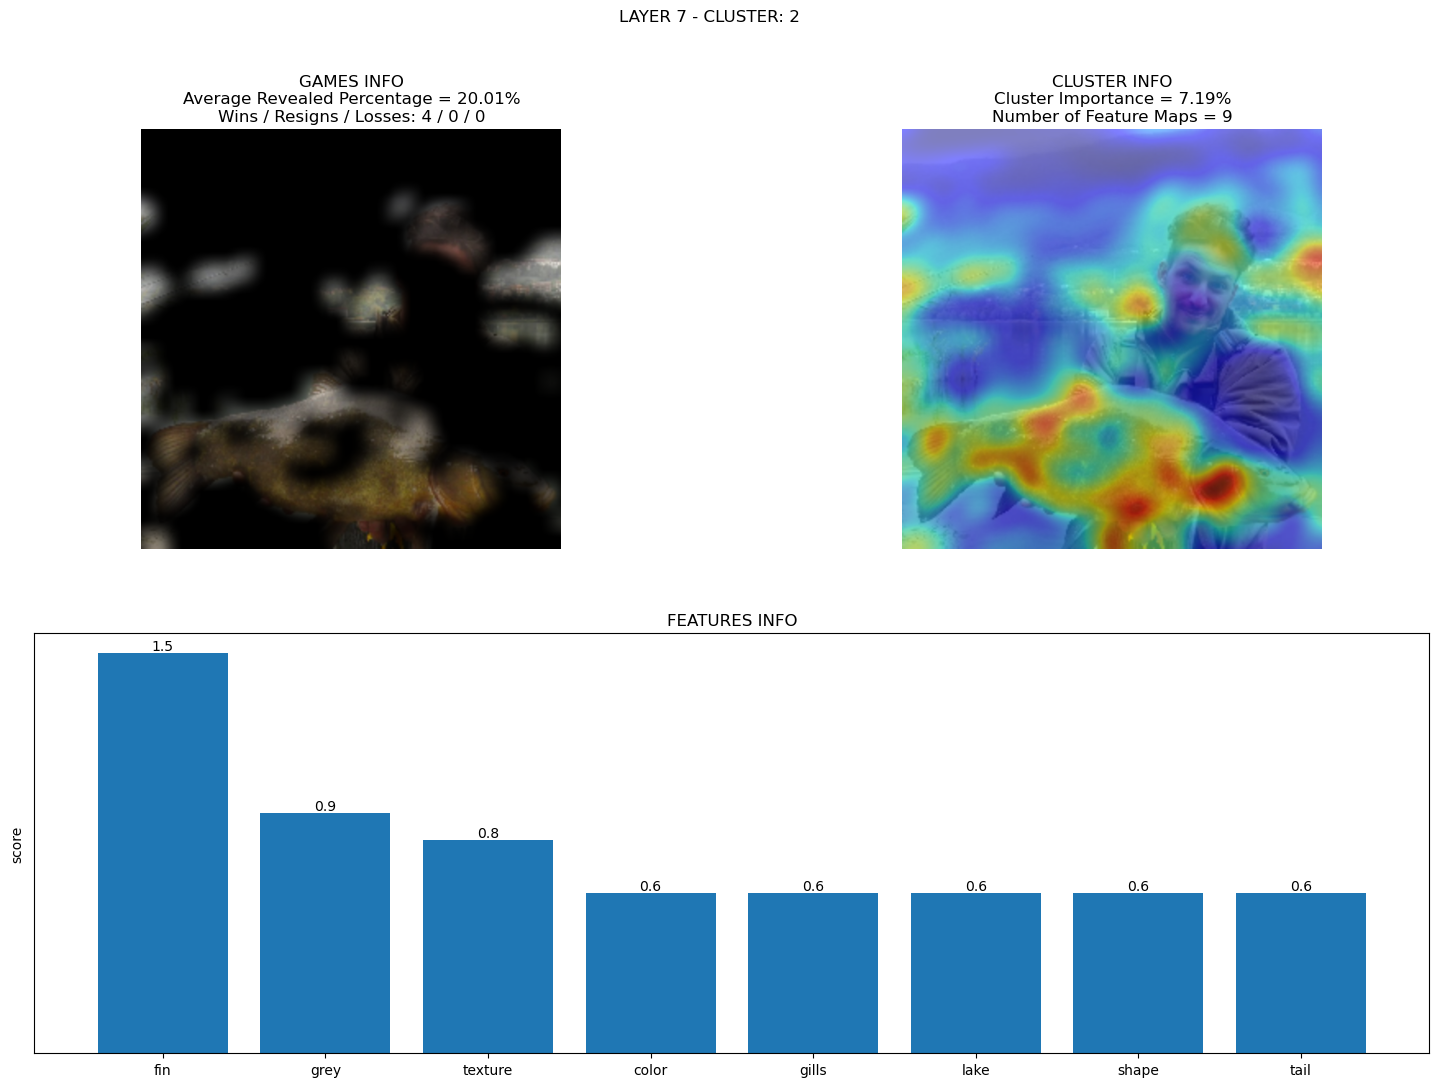 LAYER 7 - CLUSTER: 2
GAMES INFO
Average Revealed Percentage = 20.01%
Wins / Resigns / Losses: 4 / 0 / 0
CLUSTER INFO
Cluster Importance = 7.19%
Number of Feature Maps = 9
FEATURES INFO
score
1.5
0.9
0.8
0.6
0.6
0.6
0.6
0.6
fin
grey
texture
color
gills
lake
shape
tail